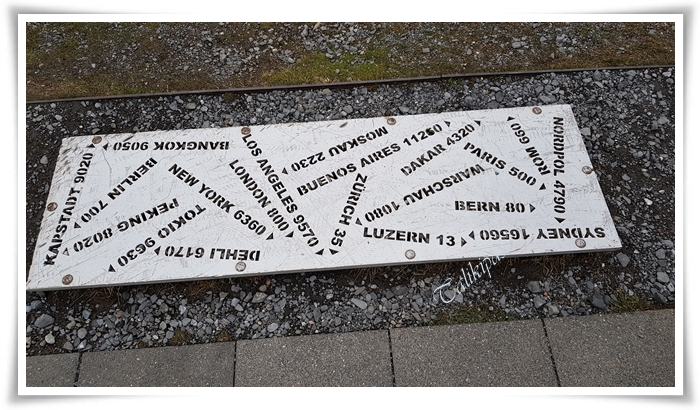 KAPSTADT 9020
BANGKOK 9050
BERLIN 700
PEKING 8020
TOKIO 9630
DEHLI 6170
NEW YORK 6360
LONDON 800
LOS ANGELES 9570
MOSKAU 2230
BUENOS AIRES 11260
ZÜRICH 35
DAKAR 4320
WARSCHAU 1080
LUZERN 13
PARIS 500
ROM 660
NORDPOL 4790
BERN 80
SYDNEY 16560